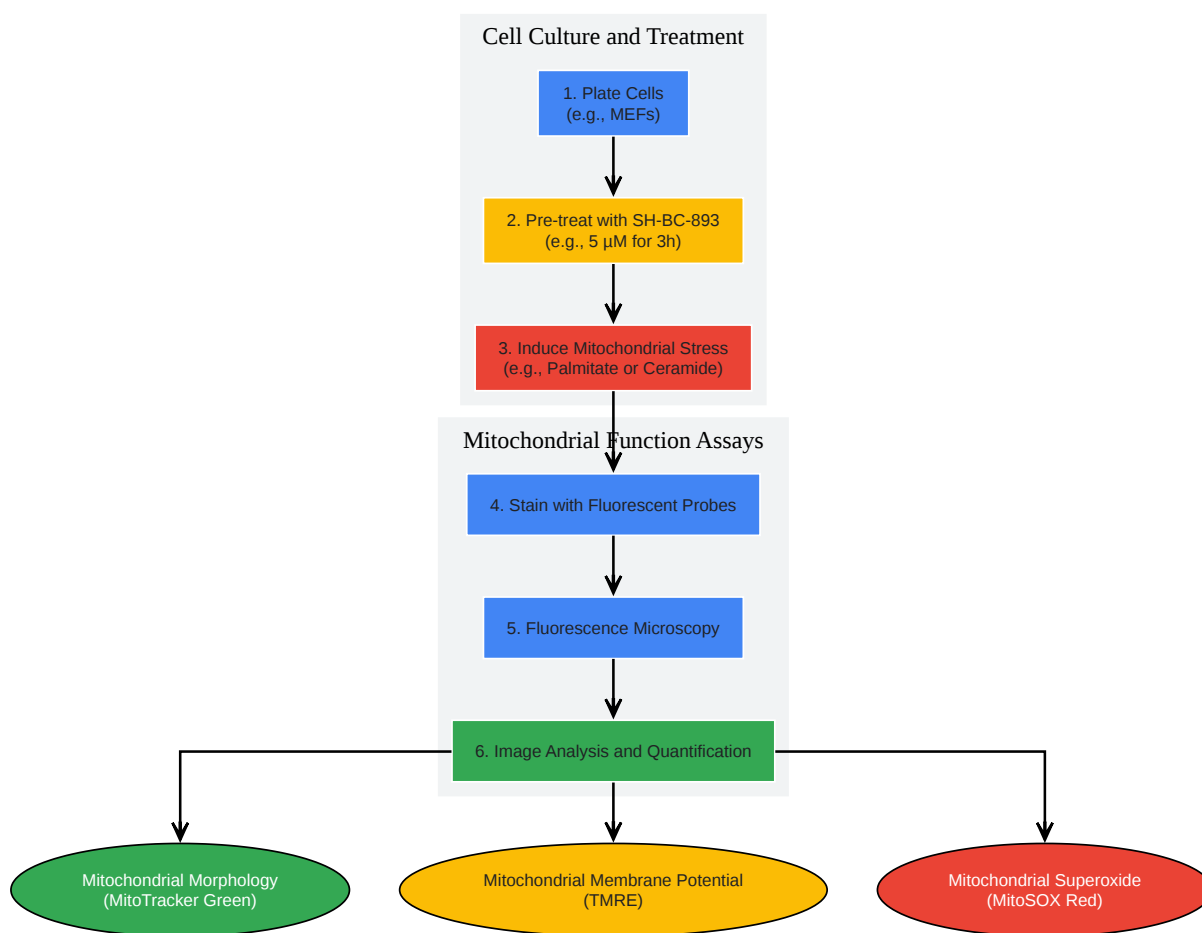 Cell Culture and Treatment
1. Plate Cells
(e.g., MEFs)
2. Pre-treat with SH-BC-893
(e.g., 5 µM for 3h)
3. Induce Mitochondrial Stress
(e.g., Palmitate or Ceramide)
Mitochondrial Function Assays
4. Stain with Fluorescent Probes
5. Fluorescence Microscopy
6. Image Analysis and Quantification
Mitochondrial Morphology
(MitoTracker Green)
Mitochondrial Membrane Potential
(TMRE)
Mitochondrial Superoxide
(MitoSOX Red)